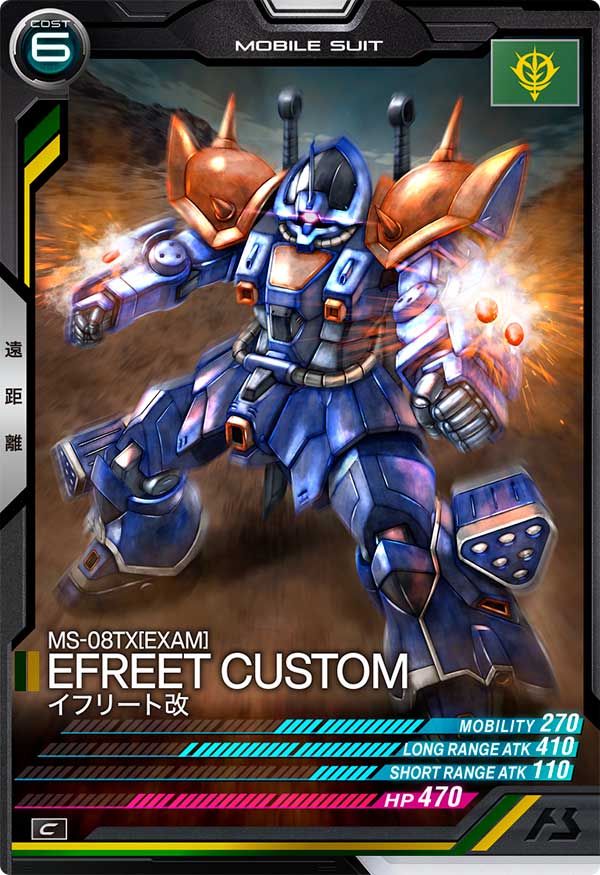 COST
6
MOBILE SUIT
遠距離
MS-08TX[EXAM]
EFREET CUSTOM
イフリート改
MOBILITY 270
LONG RANGE ATK 410
SHORT RANGE ATK 110
HP 470
C